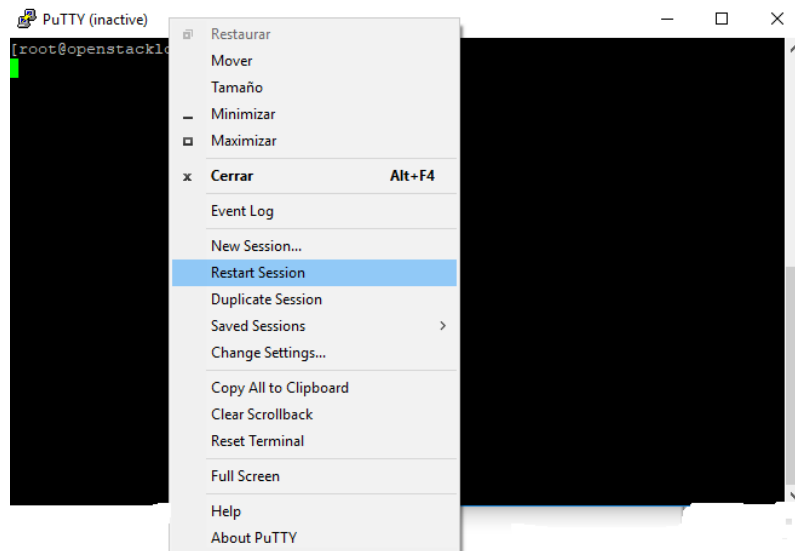 PuTTY (inactive)
[root@openstackl
Restaurar
Mover
Tamaño
Minimizar
Maximizar
Cerrar Alt+F4
Event Log
New Session...
Restart Session
Duplicate Session
Saved Sessions
Change Settings...
Copy All to Clipboard
Clear Scrollback
Reset Terminal
Full Screen
Help
About PuTTY